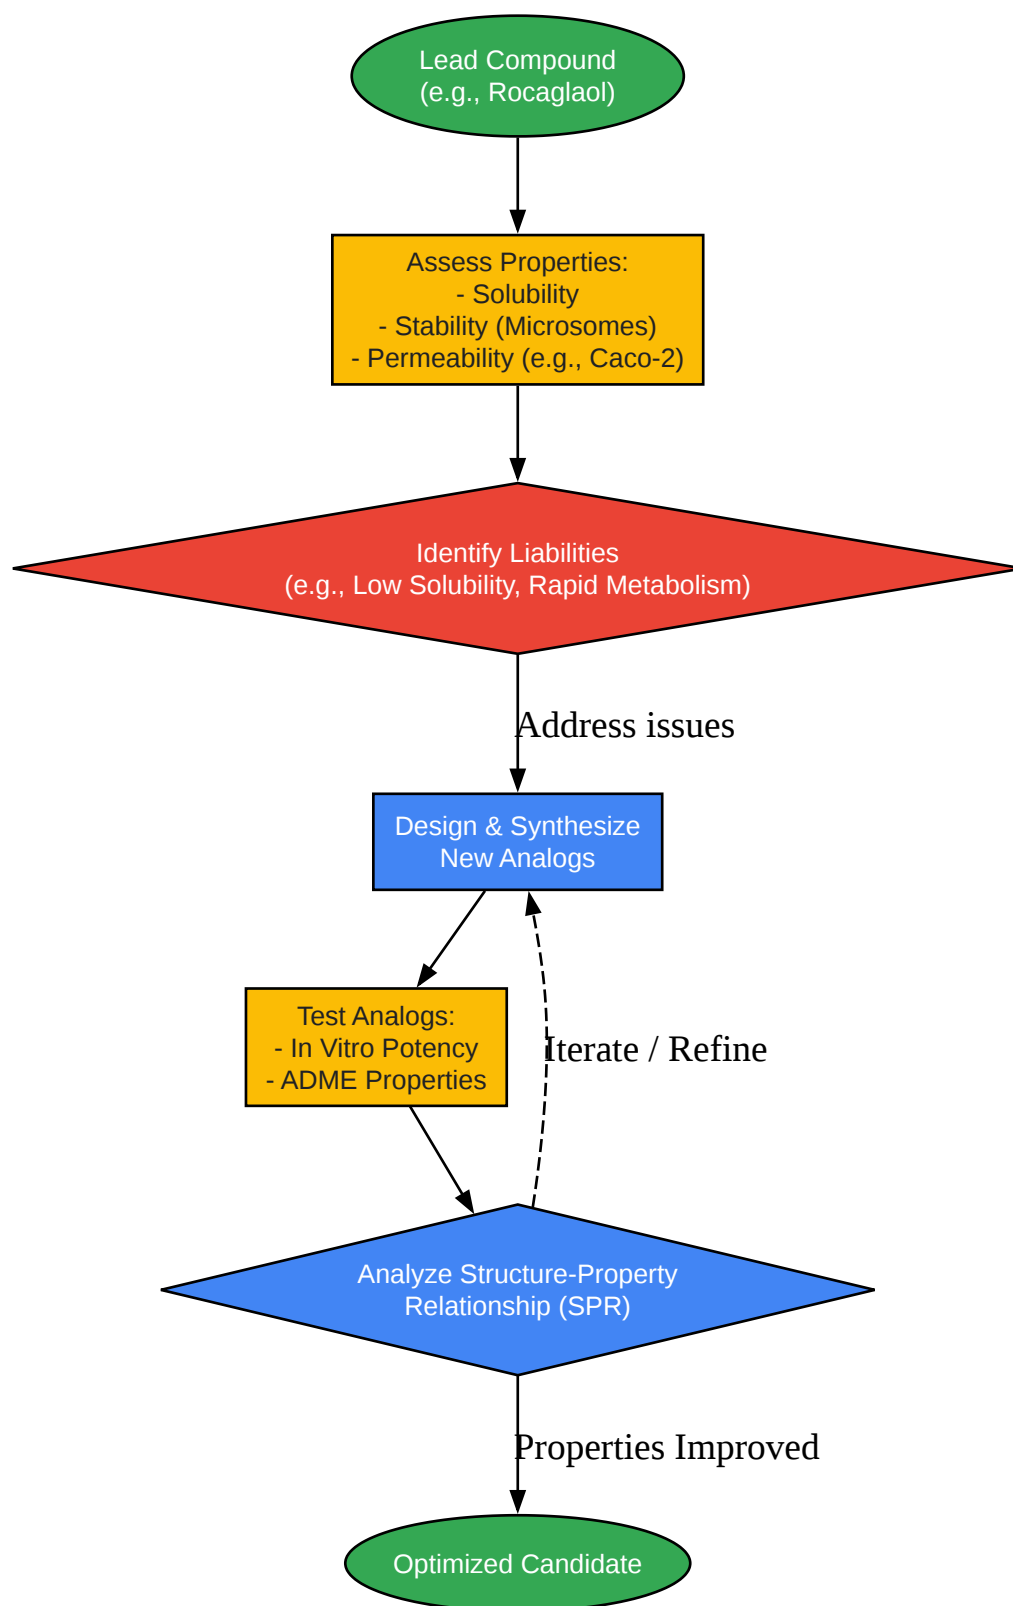 Lead Compound
(e.g., Rocaglaol)
Assess Properties:
- Solubility
- Stability (Microsomes)
- Permeability (e.g., Caco-2)
Identify Liabilities
(e.g., Low Solubility, Rapid Metabolism)
Address issues
Design & Synthesize
New Analogs
Test Analogs:
- In Vitro Potency
- ADME Properties
Iterate / Refine
Analyze Structure-Property
Relationship (SPR)
Properties Improved
Optimized Candidate